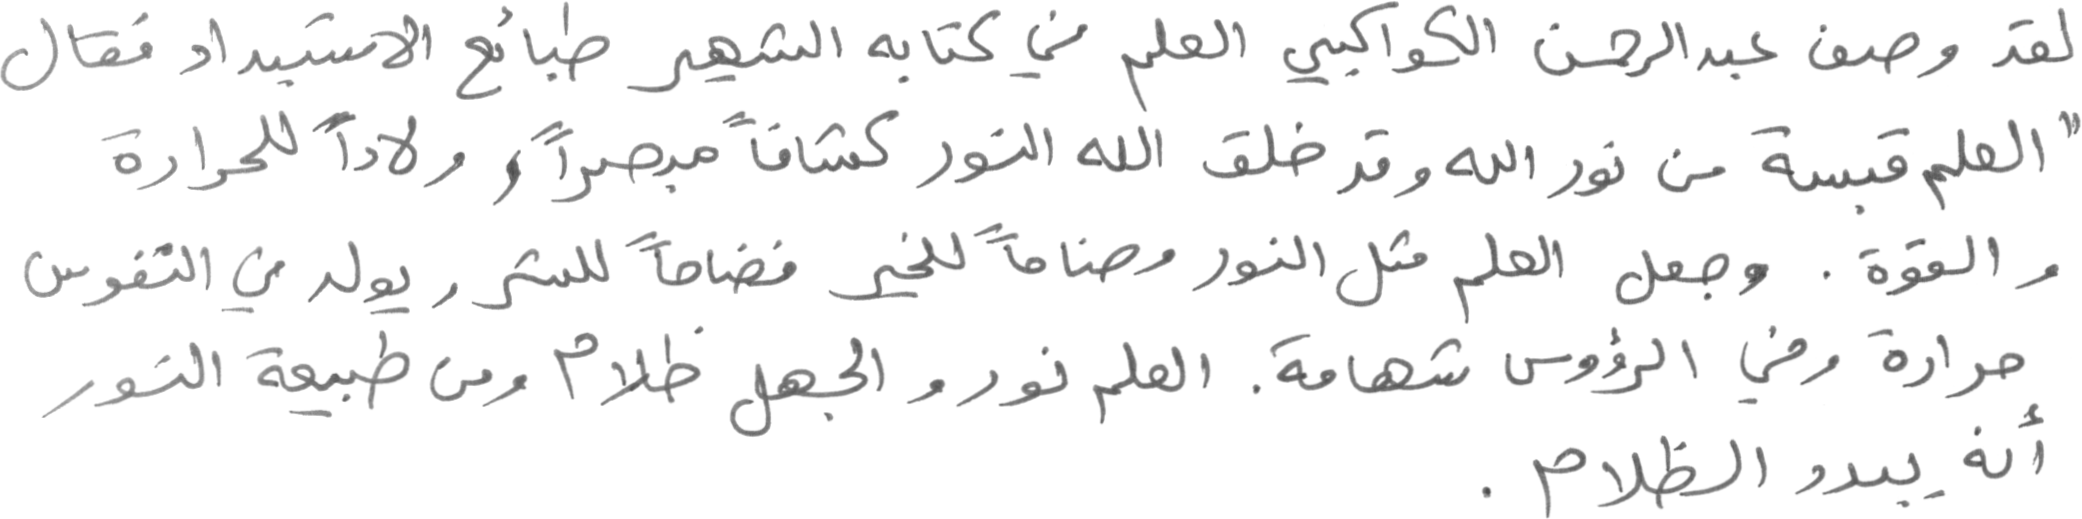 لقد وصف عبدالرحمن الكواكبي العلم في كتابه الشهير طبائع الاستبداد فقال
"العلم قبسة من نور الله وقد خلق الله النور كشافاً مبصراً، ولاداً للحرارة
والقوة. وجعل العلم مثل النور وضاحاً للخير فضاحاً للشر، يولد في النفوس
حرارة وفي الرؤوس شهامة. العلم نور والجهل ظلام ومن طبيعة النور
أنه يبدد الظلام.